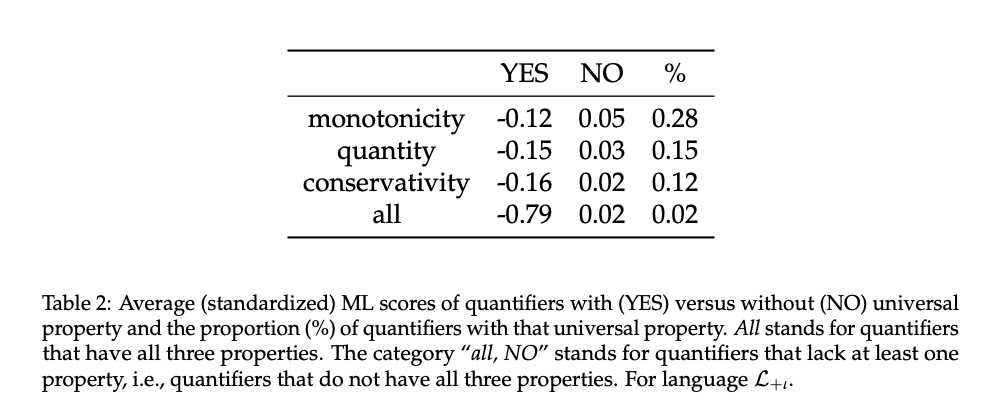 YES NO %
monotonicity -0.12 0.05 0.28
quantity -0.15 0.03 0.15
conservativity -0.16 0.02 0.12
all -0.79 0.02 0.02
Table 2: Average (standardized) ML scores of quantifiers with (YES) versus without (NO) universal
property and the proportion (%) of quantifiers with that universal property. All stands for quantifiers
that have all three properties. The category “all, NO” stands for quantifiers that lack at least one
property, i.e., quantifiers that do not have all three properties. For language ℒ₊ι.